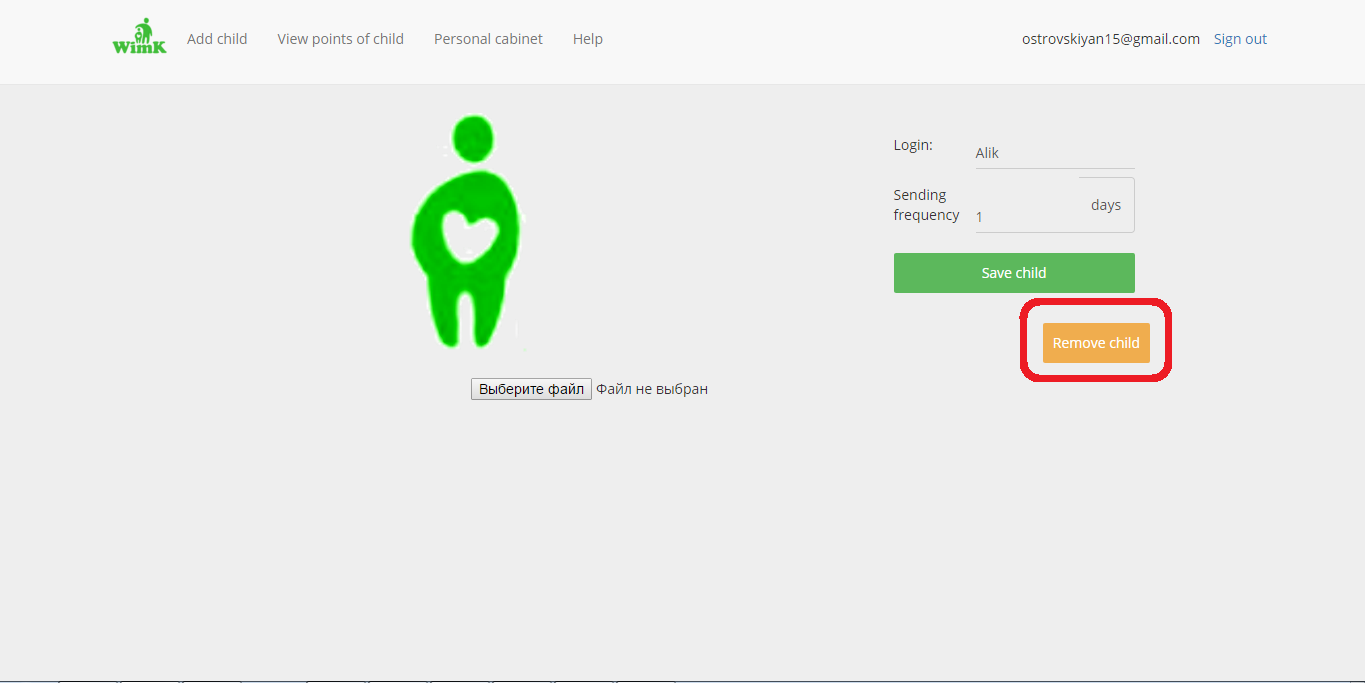 WimK Add child View points of child Personal cabinet Help ostrovskiyan15@gmail.com Sign out
Login: Alik
Sending frequency 1 days
Save child
Remove child
Выберите файл Файл не выбран